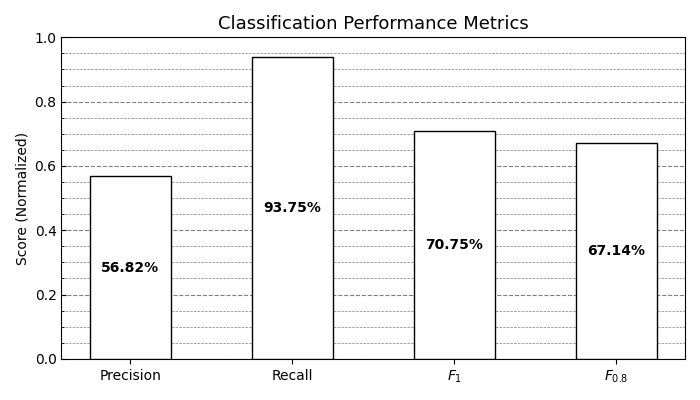 Classification Performance Metrics
Score (Normalized)
1.0
0.8
0.6
0.4
0.2
0.0
56.82%
93.75%
70.75%
67.14%
Precision
Recall
F1
F0.8